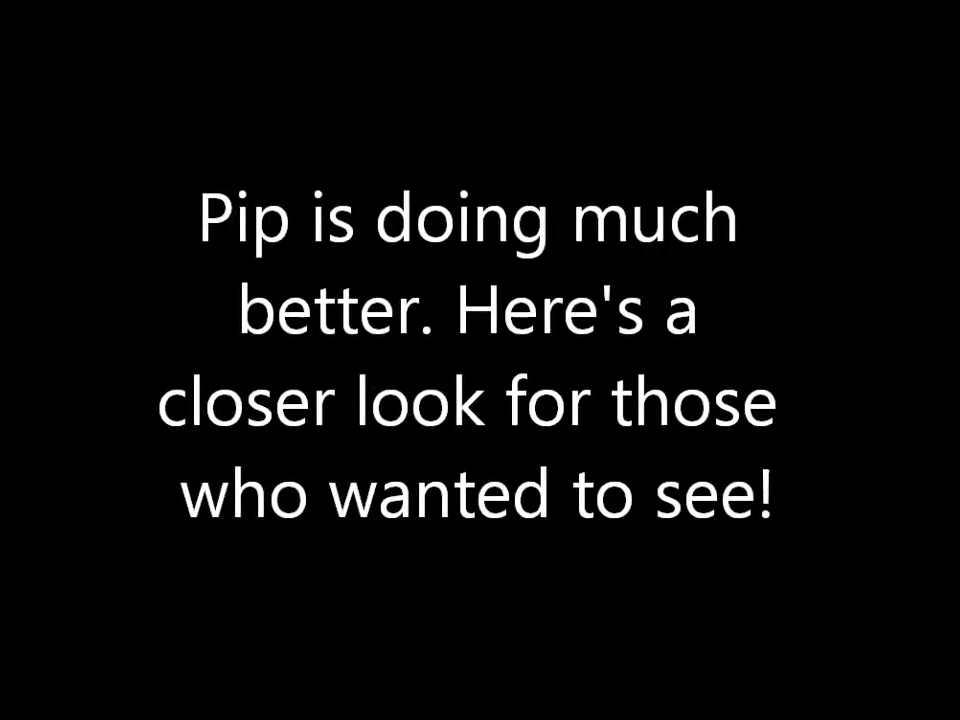 Pip is doing much
better. Here's a
closer look for those
who wanted to see!